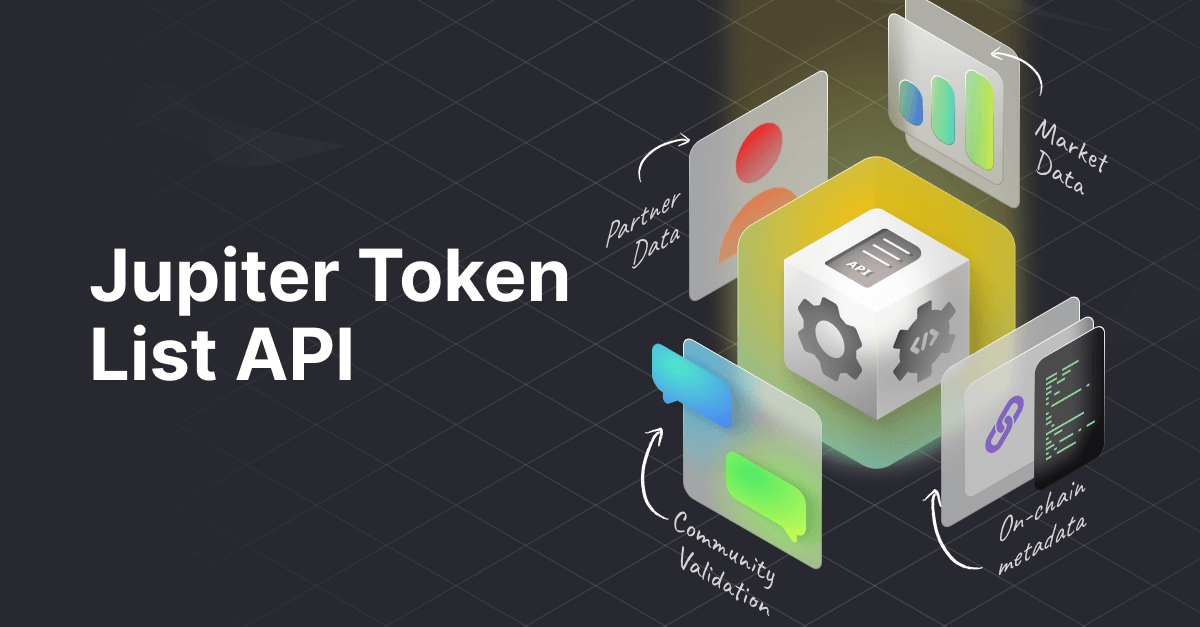 Jupiter Token
List API
Partner
Data
Market
Data
API
</>
Community
Validation
On-chain
metadata